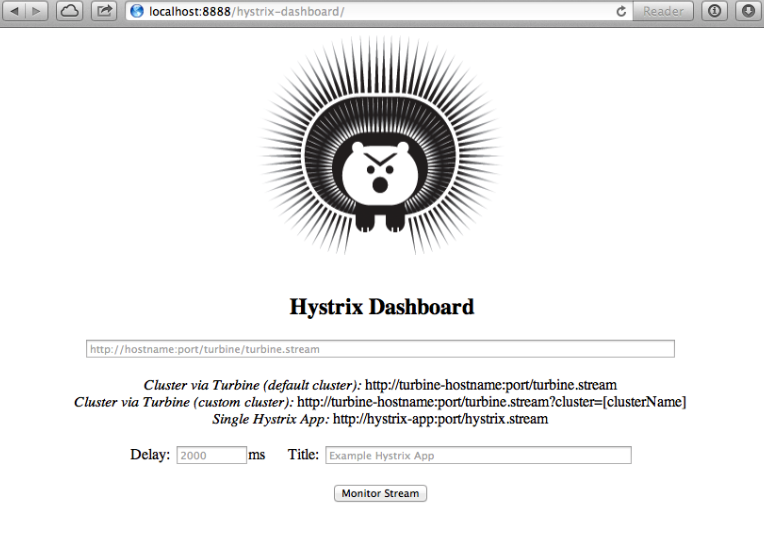 localhost:8888/hystrix-dashboard/
Reader
Hystrix Dashboard
http://hostname:port/turbine/turbine.stream
Cluster via Turbine (default cluster): http://turbine-hostname:port/turbine.stream
Cluster via Turbine (custom cluster): http://turbine-hostname:port/turbine.stream?cluster=[clusterName]
Single Hystrix App: http://hystrix-app:port/hystrix.stream
Delay: 2000 ms Title: Example Hystrix App
Monitor Stream